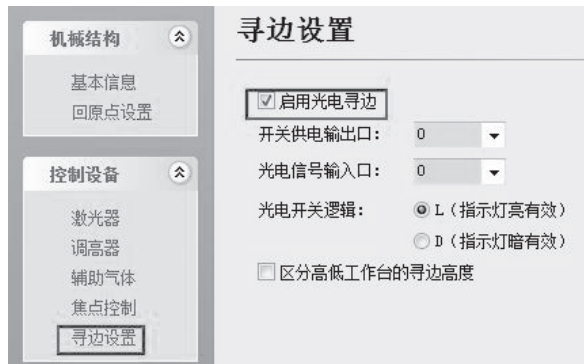 机械结构
基本信息
回原点设置
控制设备
激光器
调高器
辅助气体
焦点控制
寻边设置
寻边设置
启用光电寻边
开关供电输出口: 0
光电信号输入口: 0
光电开关逻辑: L(指示灯亮有效)
D(指示灯暗有效)
区分高低工作台的寻边高度